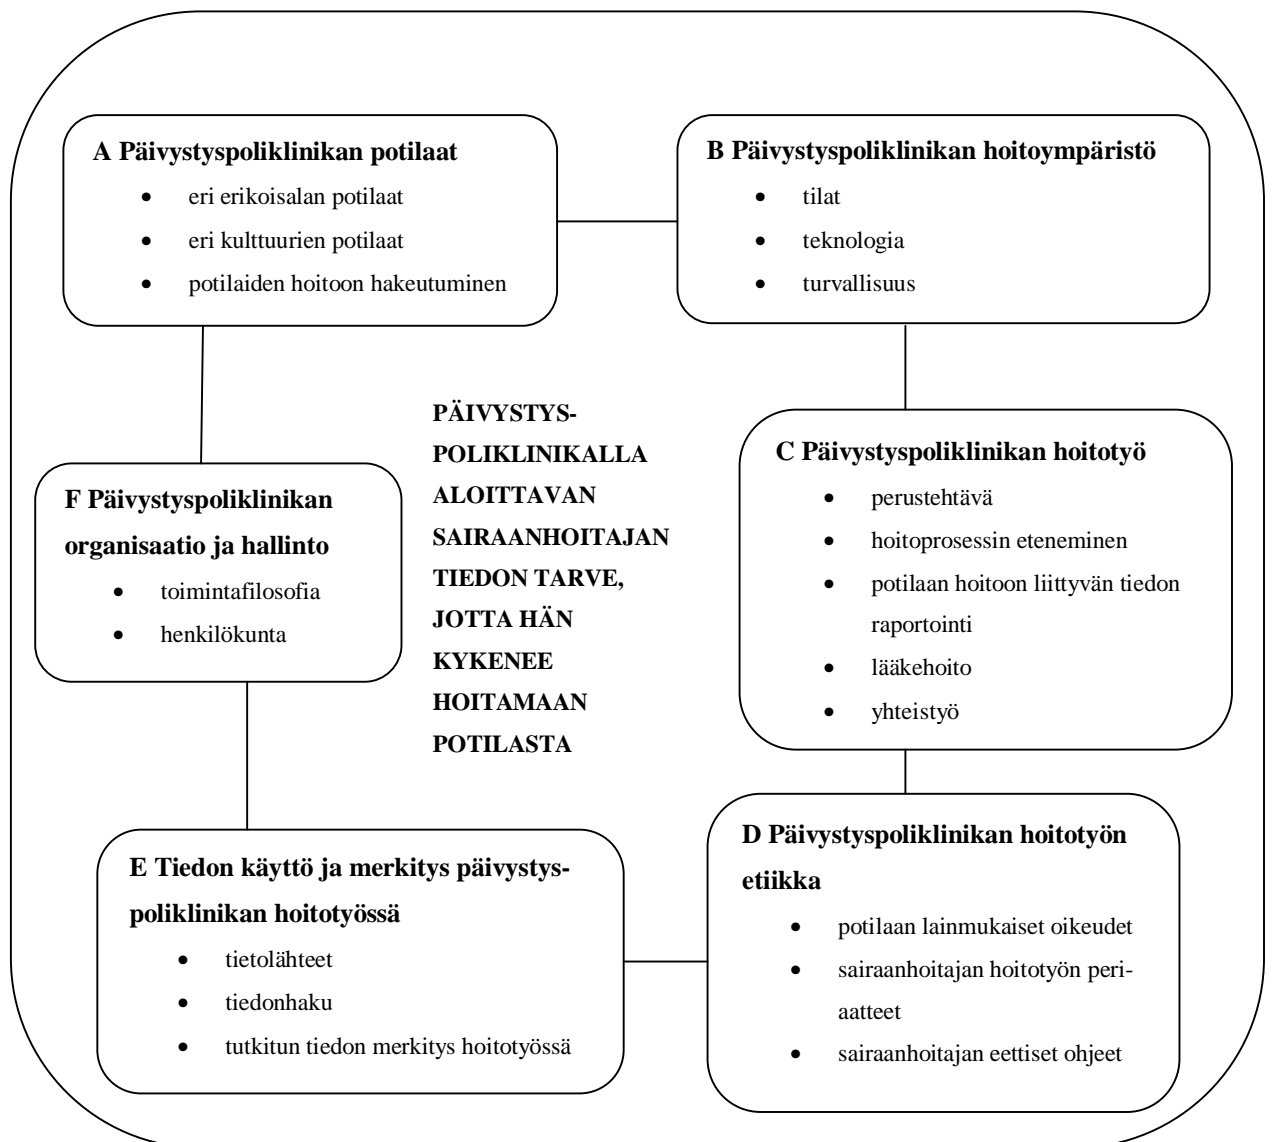 A Päivystyspoliklinikan potilaat
• eri erikoisalan potilaat
• eri kulttuurien potilaat
• potilaiden hoitoon hakeutuminen
B Päivystyspoliklinikan hoitoympäristö
• tilat
• teknologia
• turvallisuus
PÄIVYSTYS-
POLIKLINIKALLA
ALOITTAVAN
SAIRAANHOITAJAN
TIEDON TARVE,
JOTTA HÄN
KYKENEE
HOITAMAAN
POTILASTA
C Päivystyspoliklinikan hoitotyö
• perustehtävä
• hoitoprosessin eteneminen
• potilaan hoitoon liittyvän tiedon
raportointi
• lääkehoito
• yhteistyö
F Päivystyspoliklinikan
organisaatio ja hallinto
• toimintafilosofia
• henkilökunta
D Päivystyspoliklinikan hoitotyön
etiikka
• potilaan lainmukaiset oikeudet
• sairaanhoitajan hoitotyön peri-
aatteet
• sairaanhoitajan eettiset ohjeet
E Tiedon käyttö ja merkitys päivystys-
poliklinikan hoitotyössä
• tietolähteet
• tiedonhaku
• tutkitun tiedon merkitys hoitotyössä